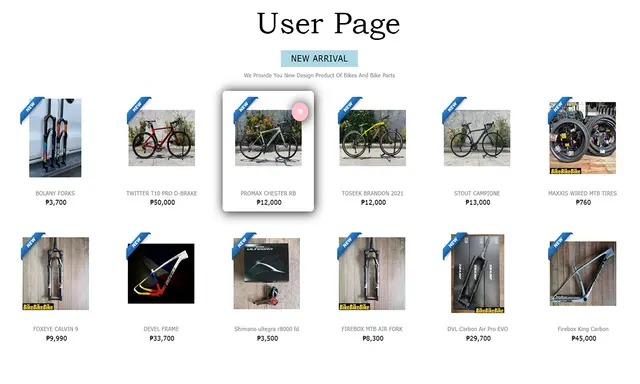 User Page
NEW ARRIVAL
We Provide You New Design Product Of Bikes And Bike Parts
NEW NEW NEW NEW NEW NEW
BikeBikeBike
BOLANY FORKS TWITTER T10 PRO D-BRAKE PROMAX CHESTER RB TOSEEK BRANDON 2021 STOUT CAMPIONE MAXXIS WIRED MTB TIRES
₱3,700 ₱50,000 ₱12,000 ₱12,000 ₱13,000 ₱760
NEW NEW NEW NEW NEW NEW
ULTEGRA
BikeBikeBike BikeBikeBike BikeBikeBike
FOXEYE CALVIN 9 DEVEL FRAME Shimano-ultegra r8000 fd FIREBOX MTB AIR FORK DVL Carbon Air Pro EVO Firebox King Carbon
₱9,990 ₱33,700 ₱3,500 ₱8,300 ₱29,700 ₱45,000